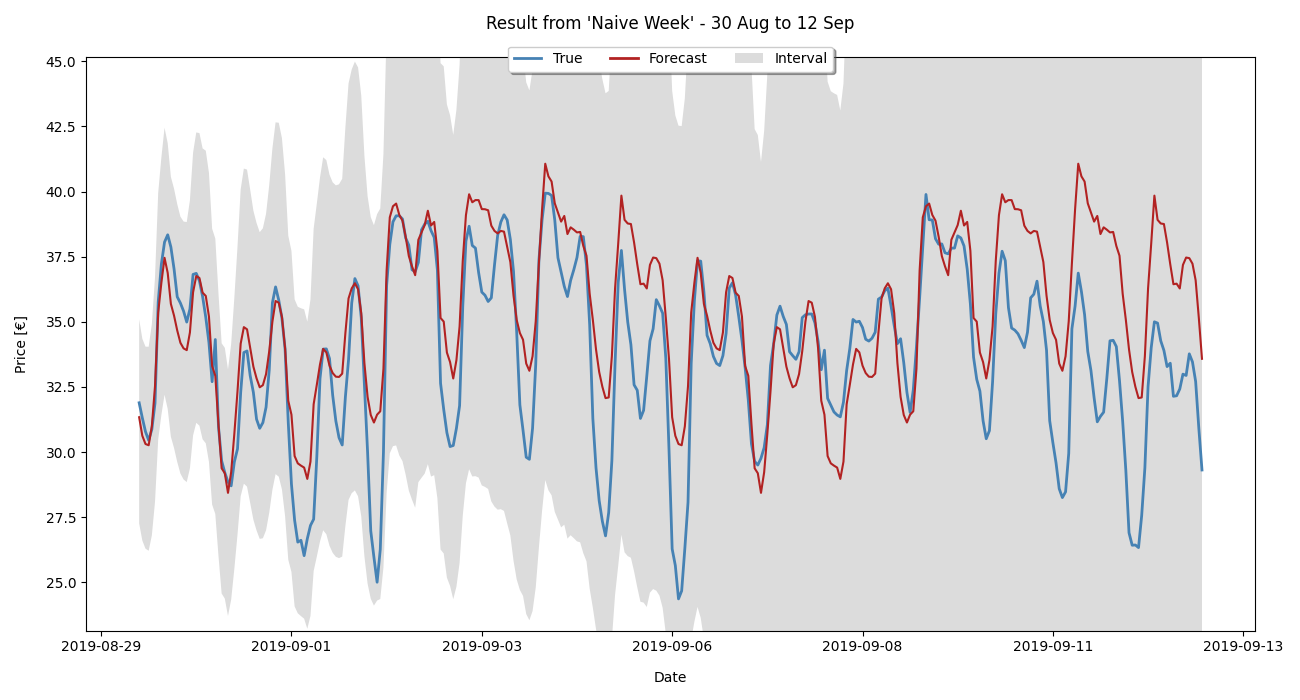 Result from 'Naive Week' - 30 Aug to 12 Sep
True Forecast Interval
45.0
42.5
40.0
37.5
35.0
32.5
30.0
27.5
25.0
Price [€]
2019-08-29 2019-09-01 2019-09-03 2019-09-06 2019-09-08 2019-09-11 2019-09-13
Date